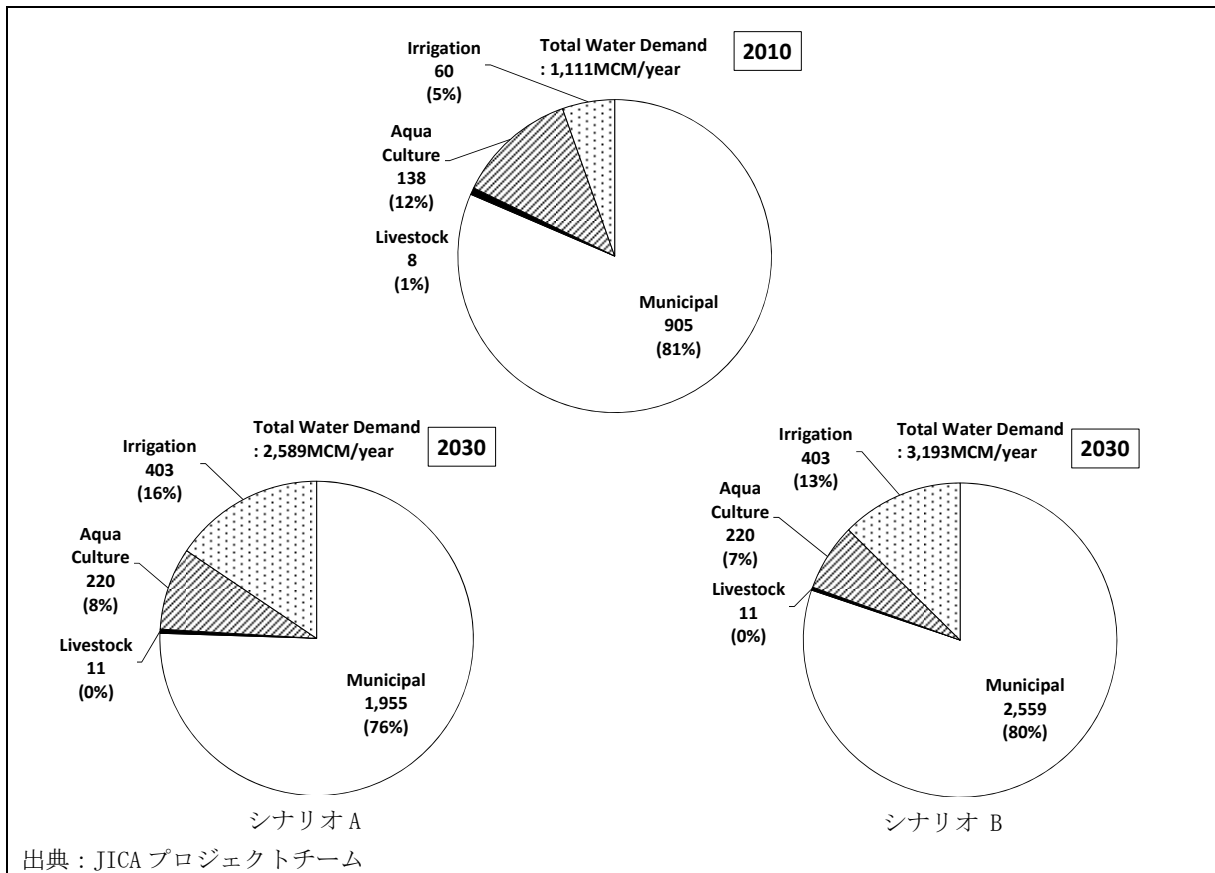 Total Water Demand
: 1,111MCM/year
2010
Irrigation
60
(5%)
Aqua
Culture
138
(12%)
Livestock
8
(1%)
Municipal
905
(81%)
Total Water Demand
: 2,589MCM/year
2030
Irrigation
403
(16%)
Aqua
Culture
220
(8%)
Livestock
11
(0%)
Municipal
1,955
(76%)
シナリオ A
Total Water Demand
: 3,193MCM/year
2030
Irrigation
403
(13%)
Aqua
Culture
220
(7%)
Livestock
11
(0%)
Municipal
2,559
(80%)
シナリオ B
出典：JICA プロジェクトチーム